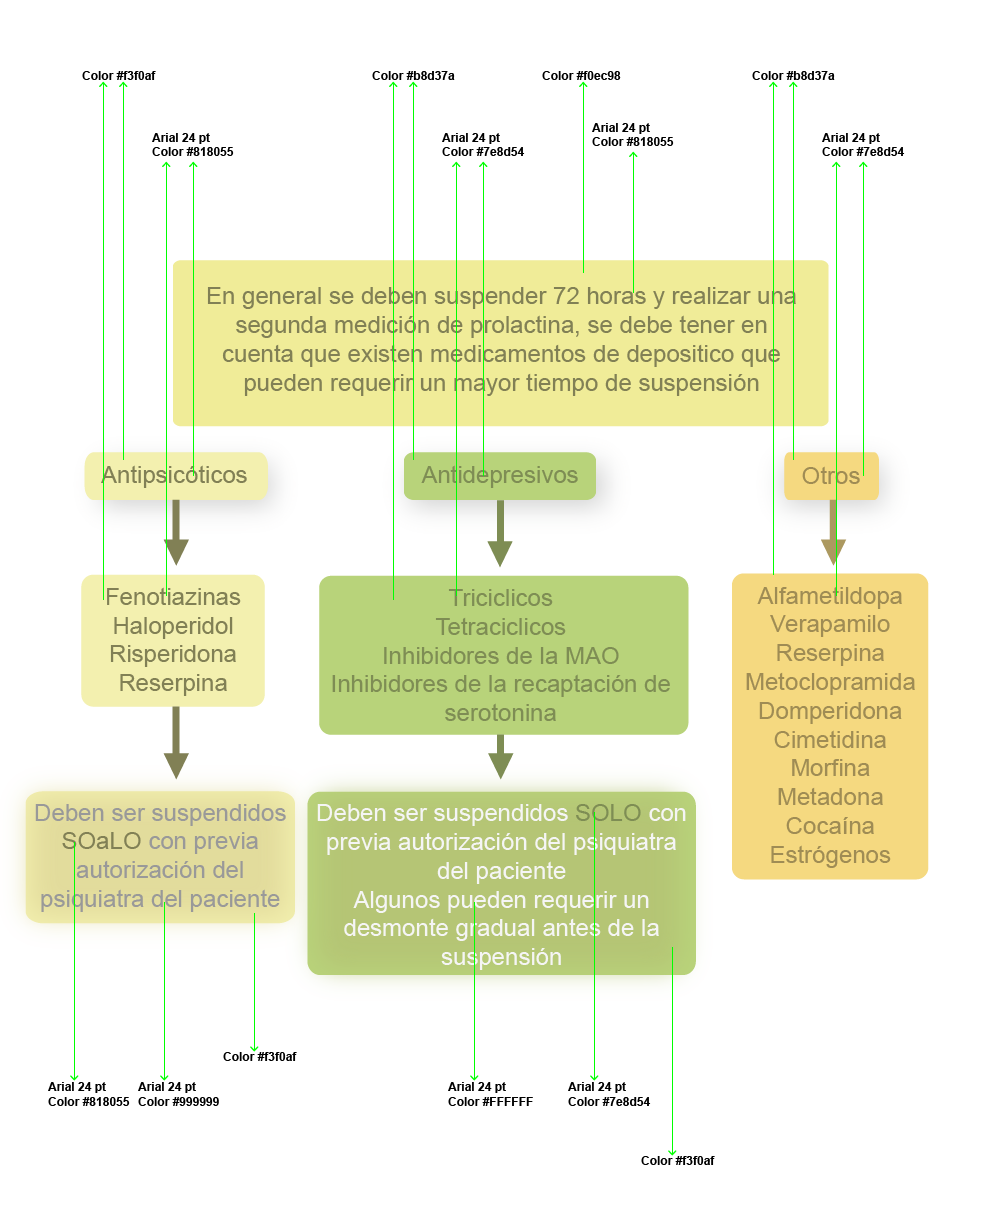 Color #f3f0af
Color #b8d37a
Color #f0ec98
Color #b8d37a
Arial 24 pt
Color #818055
Arial 24 pt
Color #7e8d54
Arial 24 pt
Color #818055
Arial 24 pt
Color #7e8d54
En general se deben suspender 72 horas y realizar una
segunda medición de prolactina, se debe tener en
cuenta que existen medicamentos de depositico que
pueden requerir un mayor tiempo de suspensión
Antipsicóticos
Antidepresivos
Otros
Fenotiazinas
Haloperidol
Risperidona
Reserpina
Triciclicos
Tetraciclicos
Inhibidores de la MAO
Inhibidores de la recaptación de
serotonina
Alfametildopa
Verapamilo
Reserpina
Metoclopramida
Domperidona
Cimetidina
Morfina
Metadona
Cocaína
Estrógenos
Deben ser suspendidos
SOaLO con previa
autorización del
psiquiatra del paciente
Deben ser suspendidos SOLO con
previa autorización del psiquiatra
del paciente
Algunos pueden requerir un
desmonte gradual antes de la
suspensión
Color #f3f0af
Arial 24 pt
Color #818055
Arial 24 pt
Color #999999
Arial 24 pt
Color #FFFFFF
Arial 24 pt
Color #7e8d54
Color #f3f0af